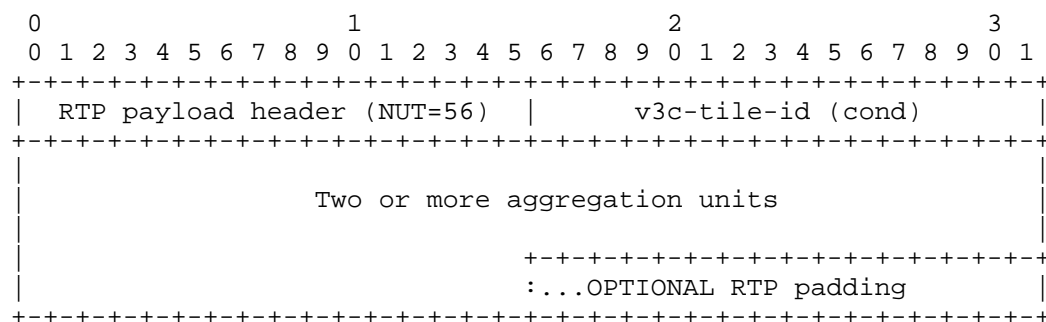 0                   1                   2                   3
 0 1 2 3 4 5 6 7 8 9 0 1 2 3 4 5 6 7 8 9 0 1 2 3 4 5 6 7 8 9 0 1
+-+-+-+-+-+-+-+-+-+-+-+-+-+-+-+-+-+-+-+-+-+-+-+-+-+-+-+-+-+-+-+-+
|  RTP payload header (NUT=56)  |      v3c-tile-id (cond)       |
+-+-+-+-+-+-+-+-+-+-+-+-+-+-+-+-+-+-+-+-+-+-+-+-+-+-+-+-+-+-+-+-+
|                                                               |
|                  Two or more aggregation units                |
|                                                               |
|                               +-+-+-+-+-+-+-+-+-+-+-+-+-+-+-+-+
|                               :...OPTIONAL RTP padding        |
+-+-+-+-+-+-+-+-+-+-+-+-+-+-+-+-+-+-+-+-+-+-+-+-+-+-+-+-+-+-+-+-+